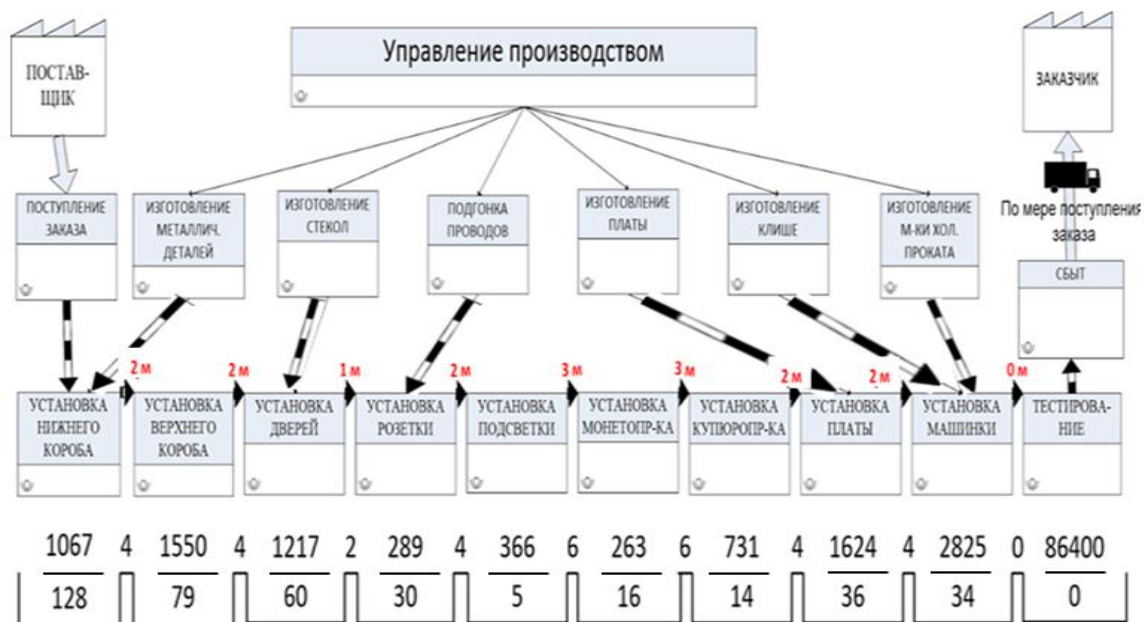 Управление производством
ПОСТАВ-
ЩИК
ЗАКАЗЧИК
ПОСТУПЛЕНИЕ
ЗАКАЗА
ИЗГОТОВЛЕНИЕ
МЕТАЛЛИЧ.
ДЕТАЛЕЙ
ИЗГОТОВЛЕНИЕ
СТЕКОЛ
ПОДГОНКА
ПРОВОДОВ
ИЗГОТОВЛЕНИЕ
ПЛАТЫ
ИЗГОТОВЛЕНИЕ
КЛИШЕ
ИЗГОТОВЛЕНИЕ
М-КИ ХОЛ.
ПРОКАТА
По мере поступления
заказа
СБЫТ
2 м
2 м
1 м
2 м
3 м
3 м
2 м
2 м
0 м
УСТАНОВКА
НИЖНЕГО
КОРОБА
УСТАНОВКА
ВЕРХНЕГО
КОРОБА
УСТАНОВКА
ДВЕРЕЙ
УСТАНОВКА
РОЗЕТКИ
УСТАНОВКА
ПОДСВЕТКИ
УСТАНОВКА
МОНЕТОПР-КА
УСТАНОВКА
КУПЮРОПР-КА
УСТАНОВКА
ПЛАТЫ
УСТАНОВКА
МАШИНКИ
ТЕСТИРОВА-
НИЕ
1067 4 1550 4 1217 2 289 4 366 6 263 6 731 4 1624 4 2825 0 86400
128 79 60 30 5 16 14 36 34 0